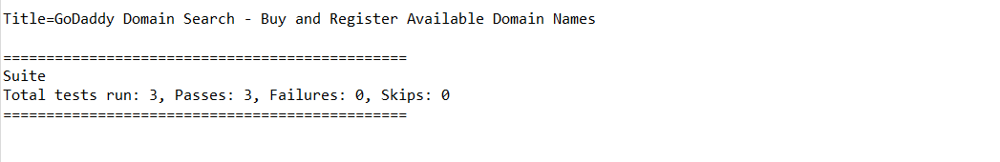 Title=GoDaddy Domain Search - Buy and Register Available Domain Names
===============================================
Suite
Total tests run: 3, Passes: 3, Failures: 0, Skips: 0
===============================================